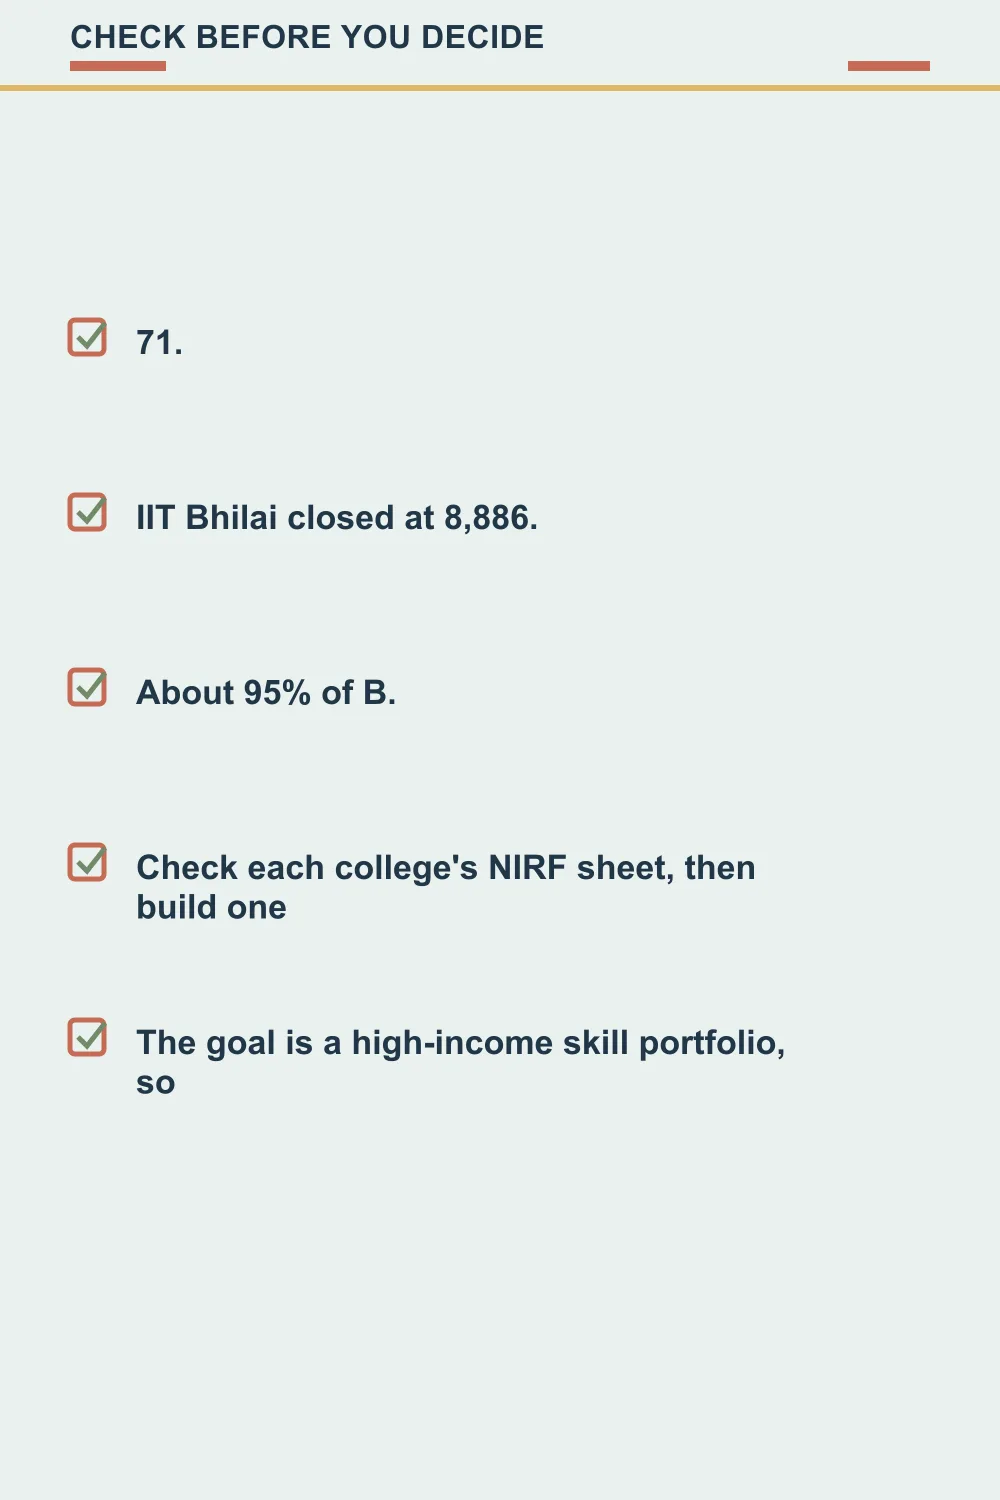 CHECK BEFORE YOU DECIDE
71.
IIT Bhilai closed at 8,886.
About 95% of B.
Check each college's NIRF sheet, then
build one
The goal is a high-income skill portfolio,
so